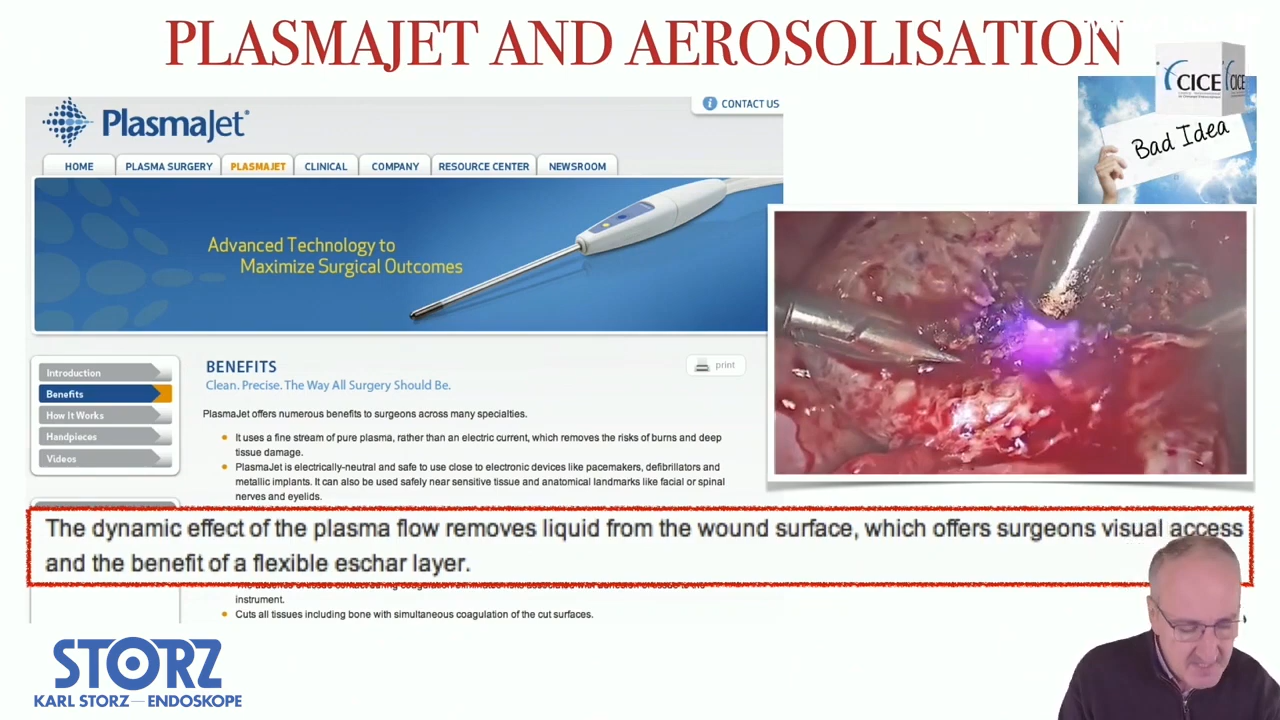 PLASMAJET AND AEROSOLISATION
CICE
CICE
Bad Idea
PlasmaJet®
CONTACT US
HOME
PLASMA SURGERY
PLASMAJET
CLINICAL
COMPANY
RESOURCE CENTER
NEWSROOM
Advanced Technology to
Maximize Surgical Outcomes
Introduction
Benefits
How It Works
Handpieces
Videos
BENEFITS
print
Clean. Precise. The Way All Surgery Should Be.
PlasmaJet offers numerous benefits to surgeons across many specialties.
It uses a fine stream of pure plasma, rather than an electric current, which removes the risks of burns and deep
tissue damage.
PlasmaJet is electrically-neutral and safe to use close to electronic devices like pacemakers, defibrillators and
metallic implants. It can also be used safely near sensitive tissue and anatomical landmarks like facial or spinal
nerves and eyelids.
The dynamic effect of the plasma flow removes liquid from the wound surface, which offers surgeons visual access
and the benefit of a flexible eschar layer.
instrument.
Cuts all tissues including bone with simultaneous coagulation of the cut surfaces.
STORZ
KARL STORZ—ENDOSKOPE